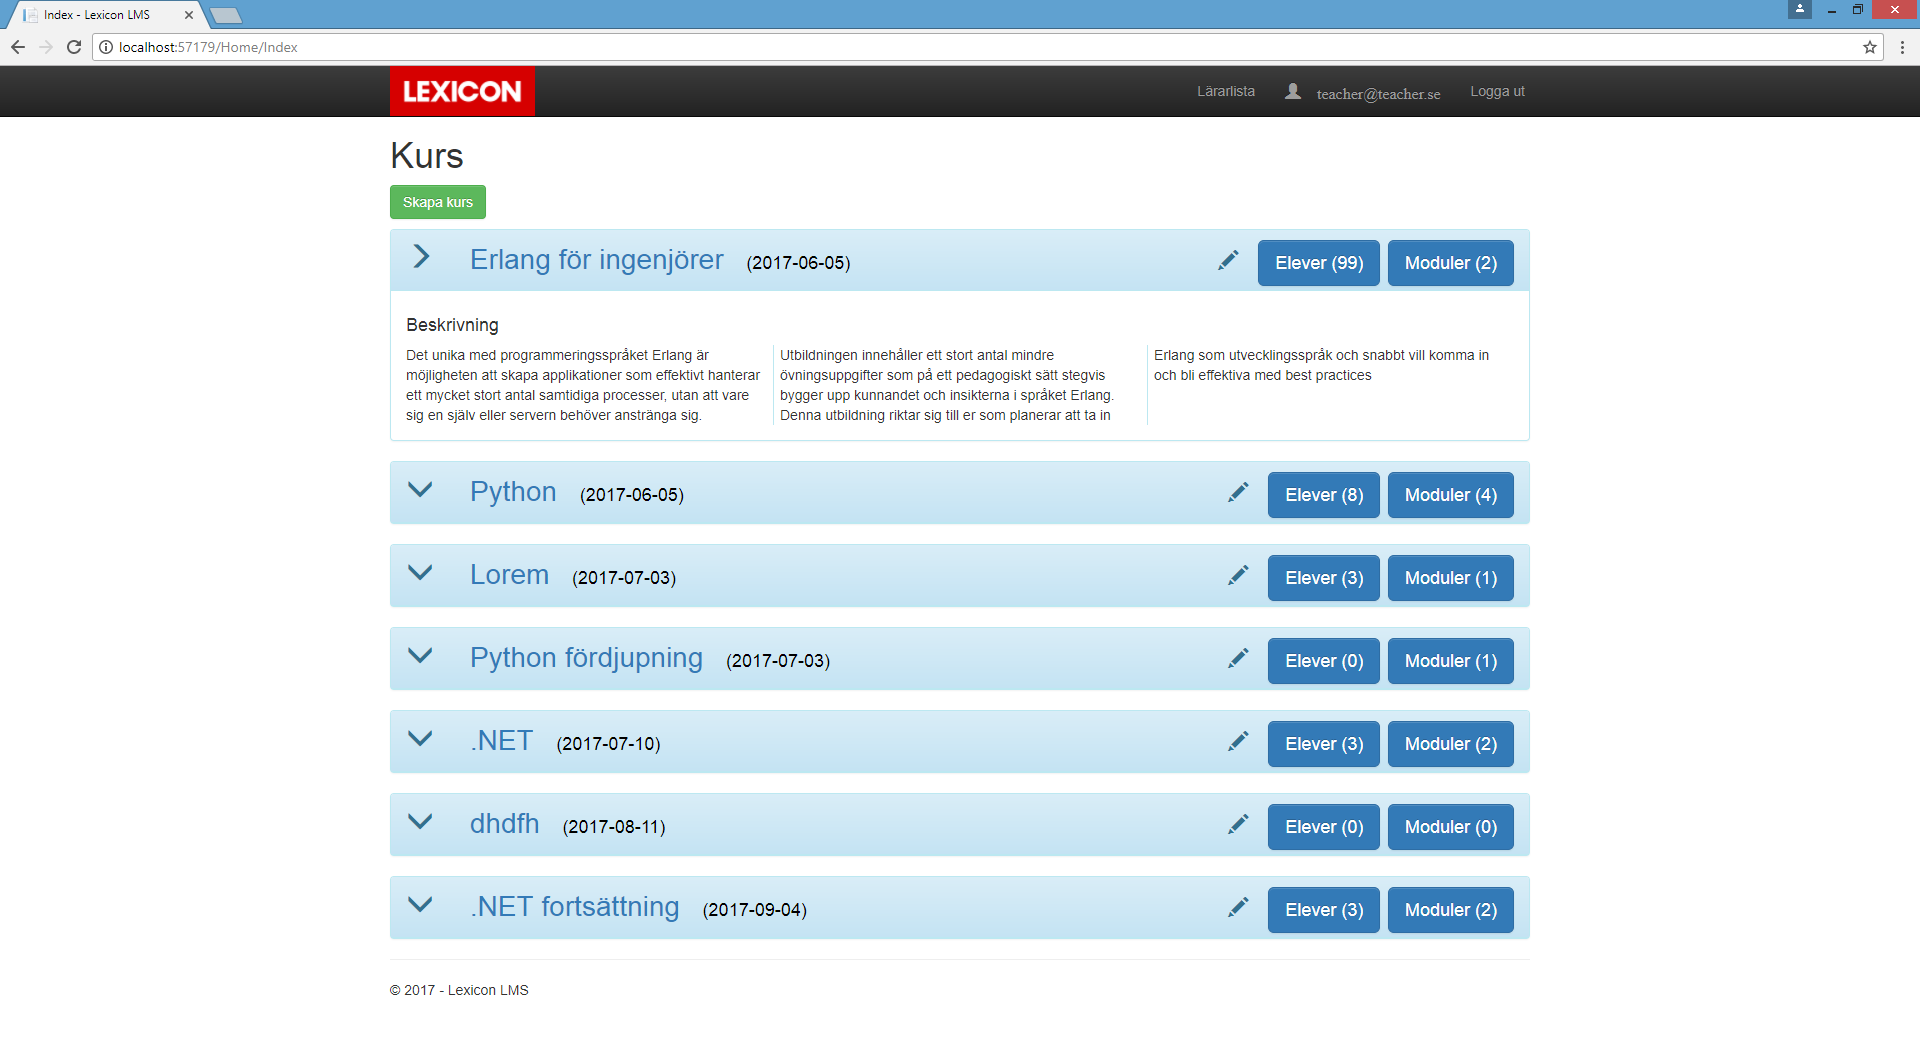 Index - Lexicon LMS
localhost:57179/Home/Index
LEXICON
Lärarlista
teacher@teacher.se
Logga ut
Kurs
Skapa kurs
Erlang för ingenjörer (2017-06-05) Elever (99) Moduler (2)
Beskrivning
Det unika med programmeringsspråket Erlang är
möjligheten att skapa applikationer som effektivt hanterar
ett mycket stort antal samtidiga processer, utan att vare
sig en själv eller servern behöver anstränga sig.
Utbildningen innehåller ett stort antal mindre
övningsuppgifter som på ett pedagogiskt sätt stegvis
bygger upp kunnandet och insikterna i språket Erlang.
Denna utbildning riktar sig till er som planerar att ta in
Erlang som utvecklingsspråk och snabbt vill komma in
och bli effektiva med best practices
Python (2017-06-05) Elever (8) Moduler (4)
Lorem (2017-07-03) Elever (3) Moduler (1)
Python fördjupning (2017-07-03) Elever (0) Moduler (1)
.NET (2017-07-10) Elever (3) Moduler (2)
dhdfh (2017-08-11) Elever (0) Moduler (0)
.NET fortsättning (2017-09-04) Elever (3) Moduler (2)
© 2017 - Lexicon LMS